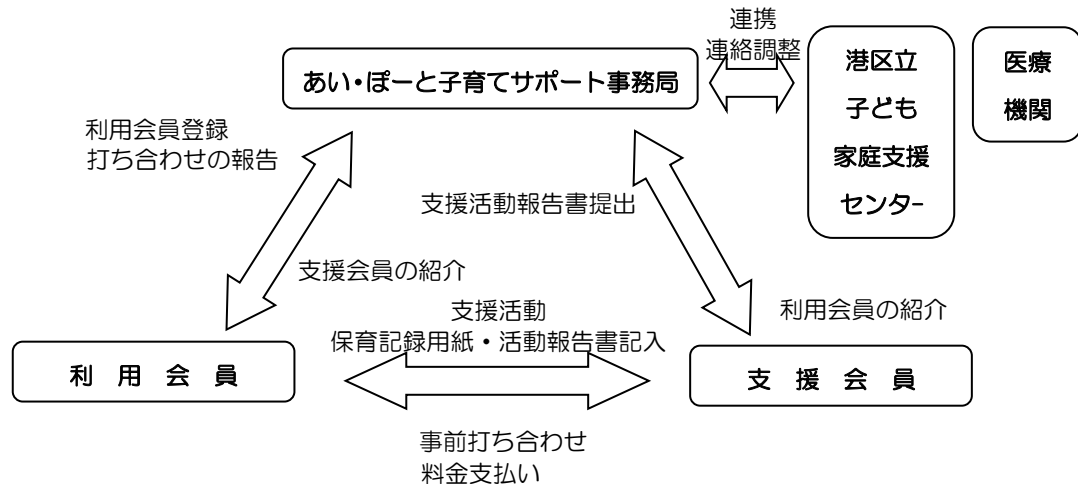 連携
連絡調整
あい・ぽーと子育てサポート事務局
港区立
子ども
家庭支援
センター
医療
機関
利用会員登録
打ち合わせの報告
支援活動報告書提出
支援会員の紹介
利用会員の紹介
支援活動
保育記録用紙・活動報告書記入
利 用 会 員
支 援 会 員
事前打ち合わせ
料金支払い